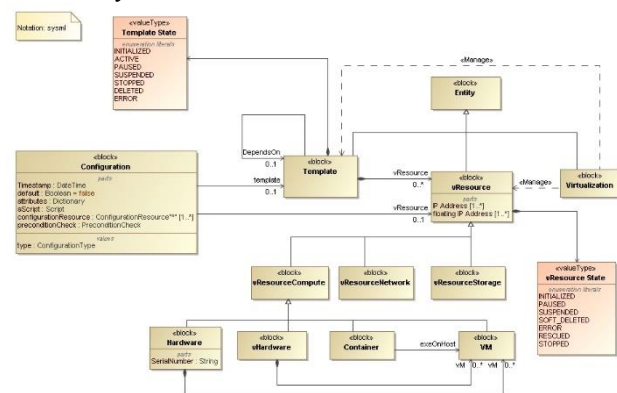 Notation: sysml
«valueType»
Template State
enumeration literals
INITIALIZED
ACTIVE
PAUSED
SUSPENDED
STOPPED
DELETED
ERROR
«Manage»
«block»
Entity
DependsOn
0..1
«block»
Template
vResource
0..*
«block»
vResource
parts
IP Address [1..*]
floating IP Address [1..*]
«Manage»
«block»
Virtualization
«block»
Configuration
parts
Timestamp : DateTime
default : Boolean = false
attributes : Dictionary
aScript : Script
configurationResource : ConfigurationResource"*" [1..*]
preconditionCheck : PreconditionCheck
values
type : ConfigurationType
template
0..1
vResource
0..1
«block»
vResourceCompute
«block»
vResourceNetwork
«block»
vResourceStorage
«valueType»
vResource State
enumeration literals
INITIALIZED
PAUSED
SUSPENDED
SOFT_DELETED
ERROR
RESCUED
STOPPED
«block»
Hardware
parts
SerialNumber : String
«block»
vHardware
«block»
Container
exeOnHost
«block»
VM
vM 0..*
vM 0..*